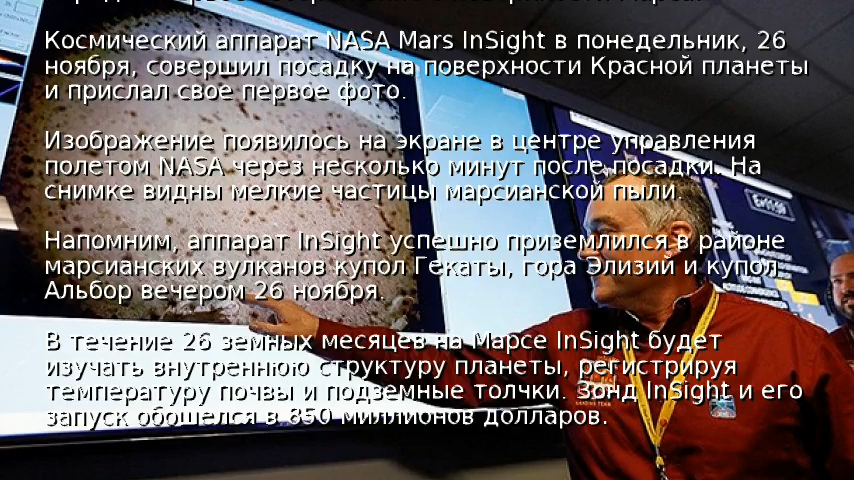 Космический аппарат NASA Mars InSight в понедельник, 26
ноября, совершил посадку на поверхности Красной планеты
и прислал свое первое фото.
Изображение появилось на экране в центре управления
полетом NASA через несколько минут после посадки. На
снимке видны мелкие частицы марсианской пыли.
Напомним, аппарат InSight успешно приземлился в районе
марсианских вулканов купол Гекаты, гора Элизий и купол
Альбор вечером 26 ноября.
В течение 26 земных месяцев на Марсе InSight будет
изучать внутреннюю структуру планеты, регистрируя
температуру почвы и подземные толчки. Зонд InSight и его
запуск обошелся в 850 миллионов долларов.